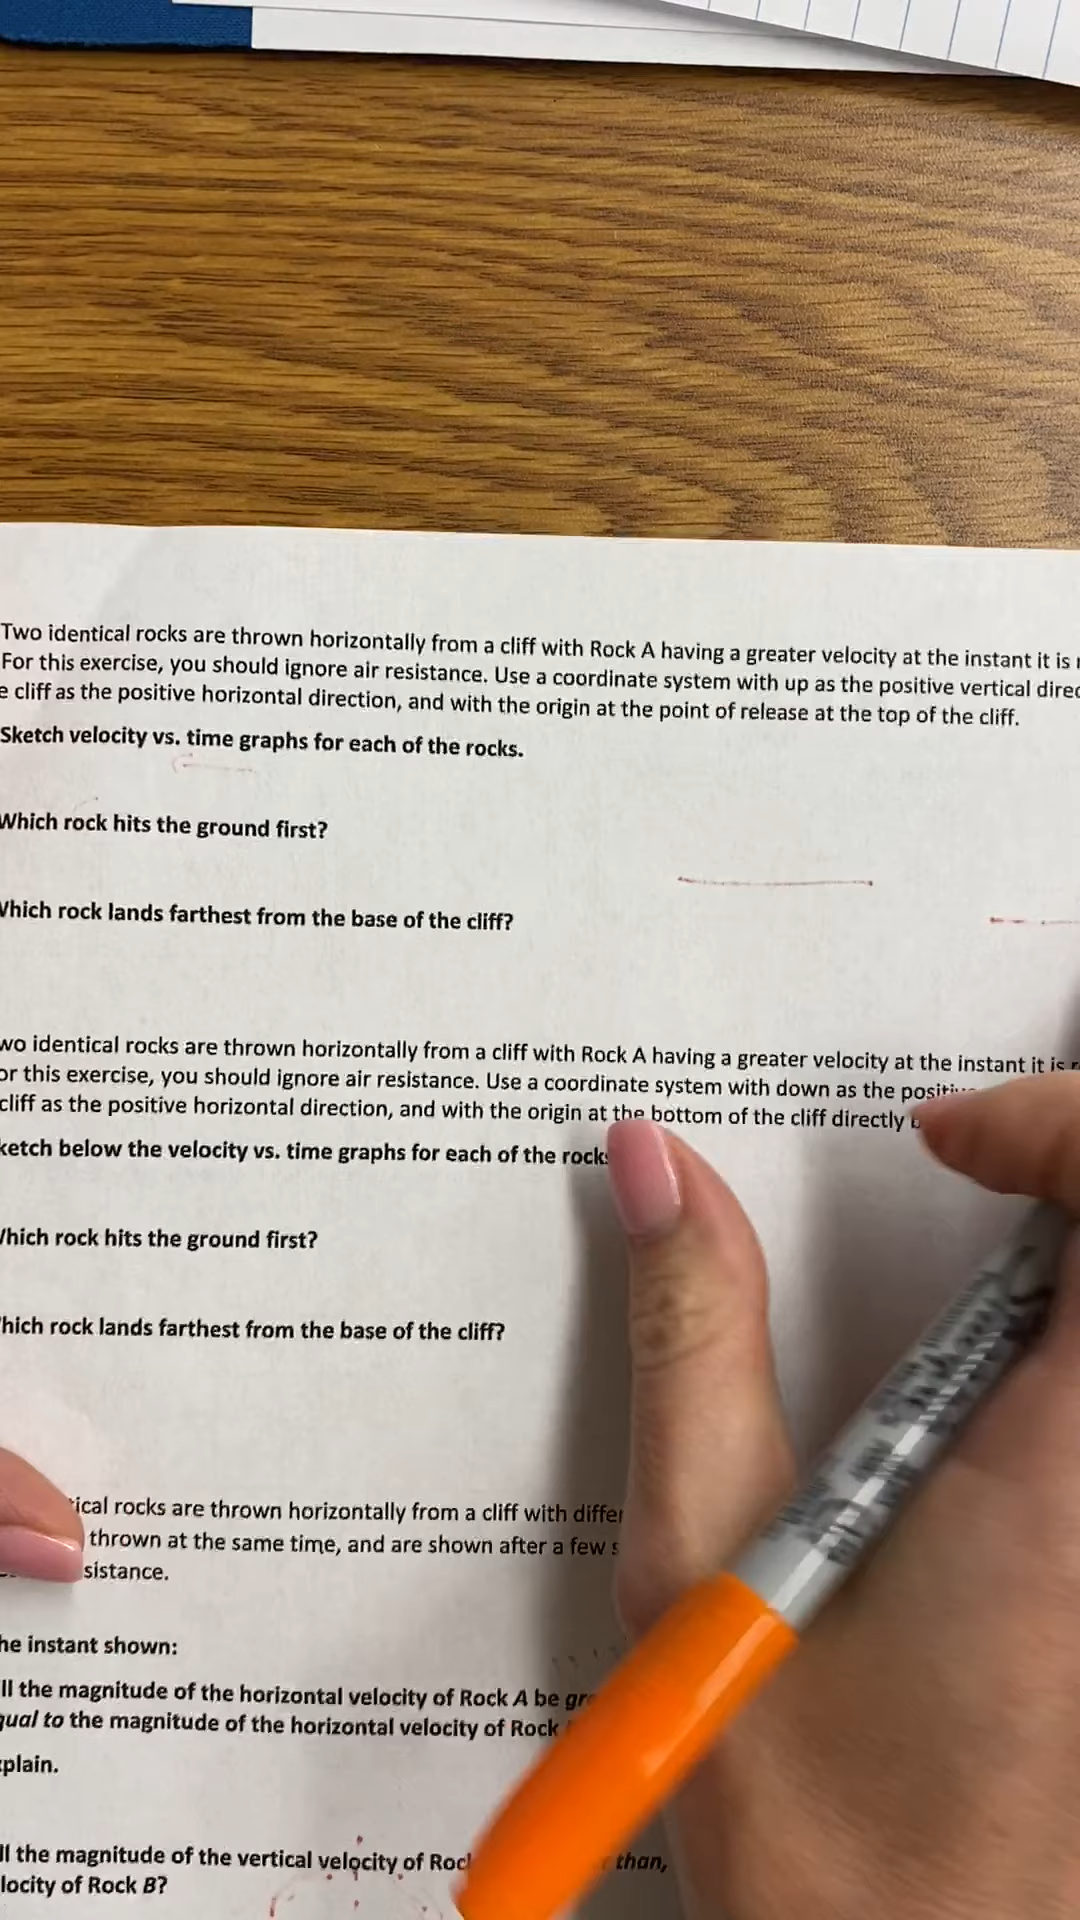 Two identical rocks are thrown horizontally from a cliff with Rock A having a greater velocity at the instant it is
For this exercise, you should ignore air resistance. Use a coordinate system with up as the positive vertical direc
e cliff as the positive horizontal direction, and with the origin at the point of release at the top of the cliff.
Sketch velocity vs. time graphs for each of the rocks.
Which rock hits the ground first?
Which rock lands farthest from the base of the cliff?
wo identical rocks are thrown horizontally from a cliff with Rock A having a greater velocity at the instant it is r
or this exercise, you should ignore air resistance. Use a coordinate system with down as the positiv
cliff as the positive horizontal direction, and with the origin at the bottom of the cliff directly
ketch below the velocity vs. time graphs for each of the rocks
Which rock hits the ground first?
hich rock lands farthest from the base of the cliff?
tical rocks are thrown horizontally from a cliff with differ
thrown at the same time, and are shown after a few s
sistance.
he instant shown:
ll the magnitude of the horizontal velocity of Rock A be gre
qual to the magnitude of the horizontal velocity of Rock
plain.
ll the magnitude of the vertical velocity of Roc than,
locity of Rock B?